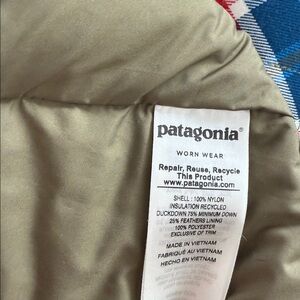 patagonia®
WORN WEAR
Repair, Reuse, Recycle
This Product
www.patagonia.com
SHELL : 100% NYLON
INSULATION RECYCLED
DUCKDOWN 75% MINIMUM DOWN
25% FEATHERS LINING
100% POLYESTER
EXCLUSIVE OF TRIM
MADE IN VIETNAM
FABRIQUÉ AU VIETNAM
HECHO EN VIETNAM